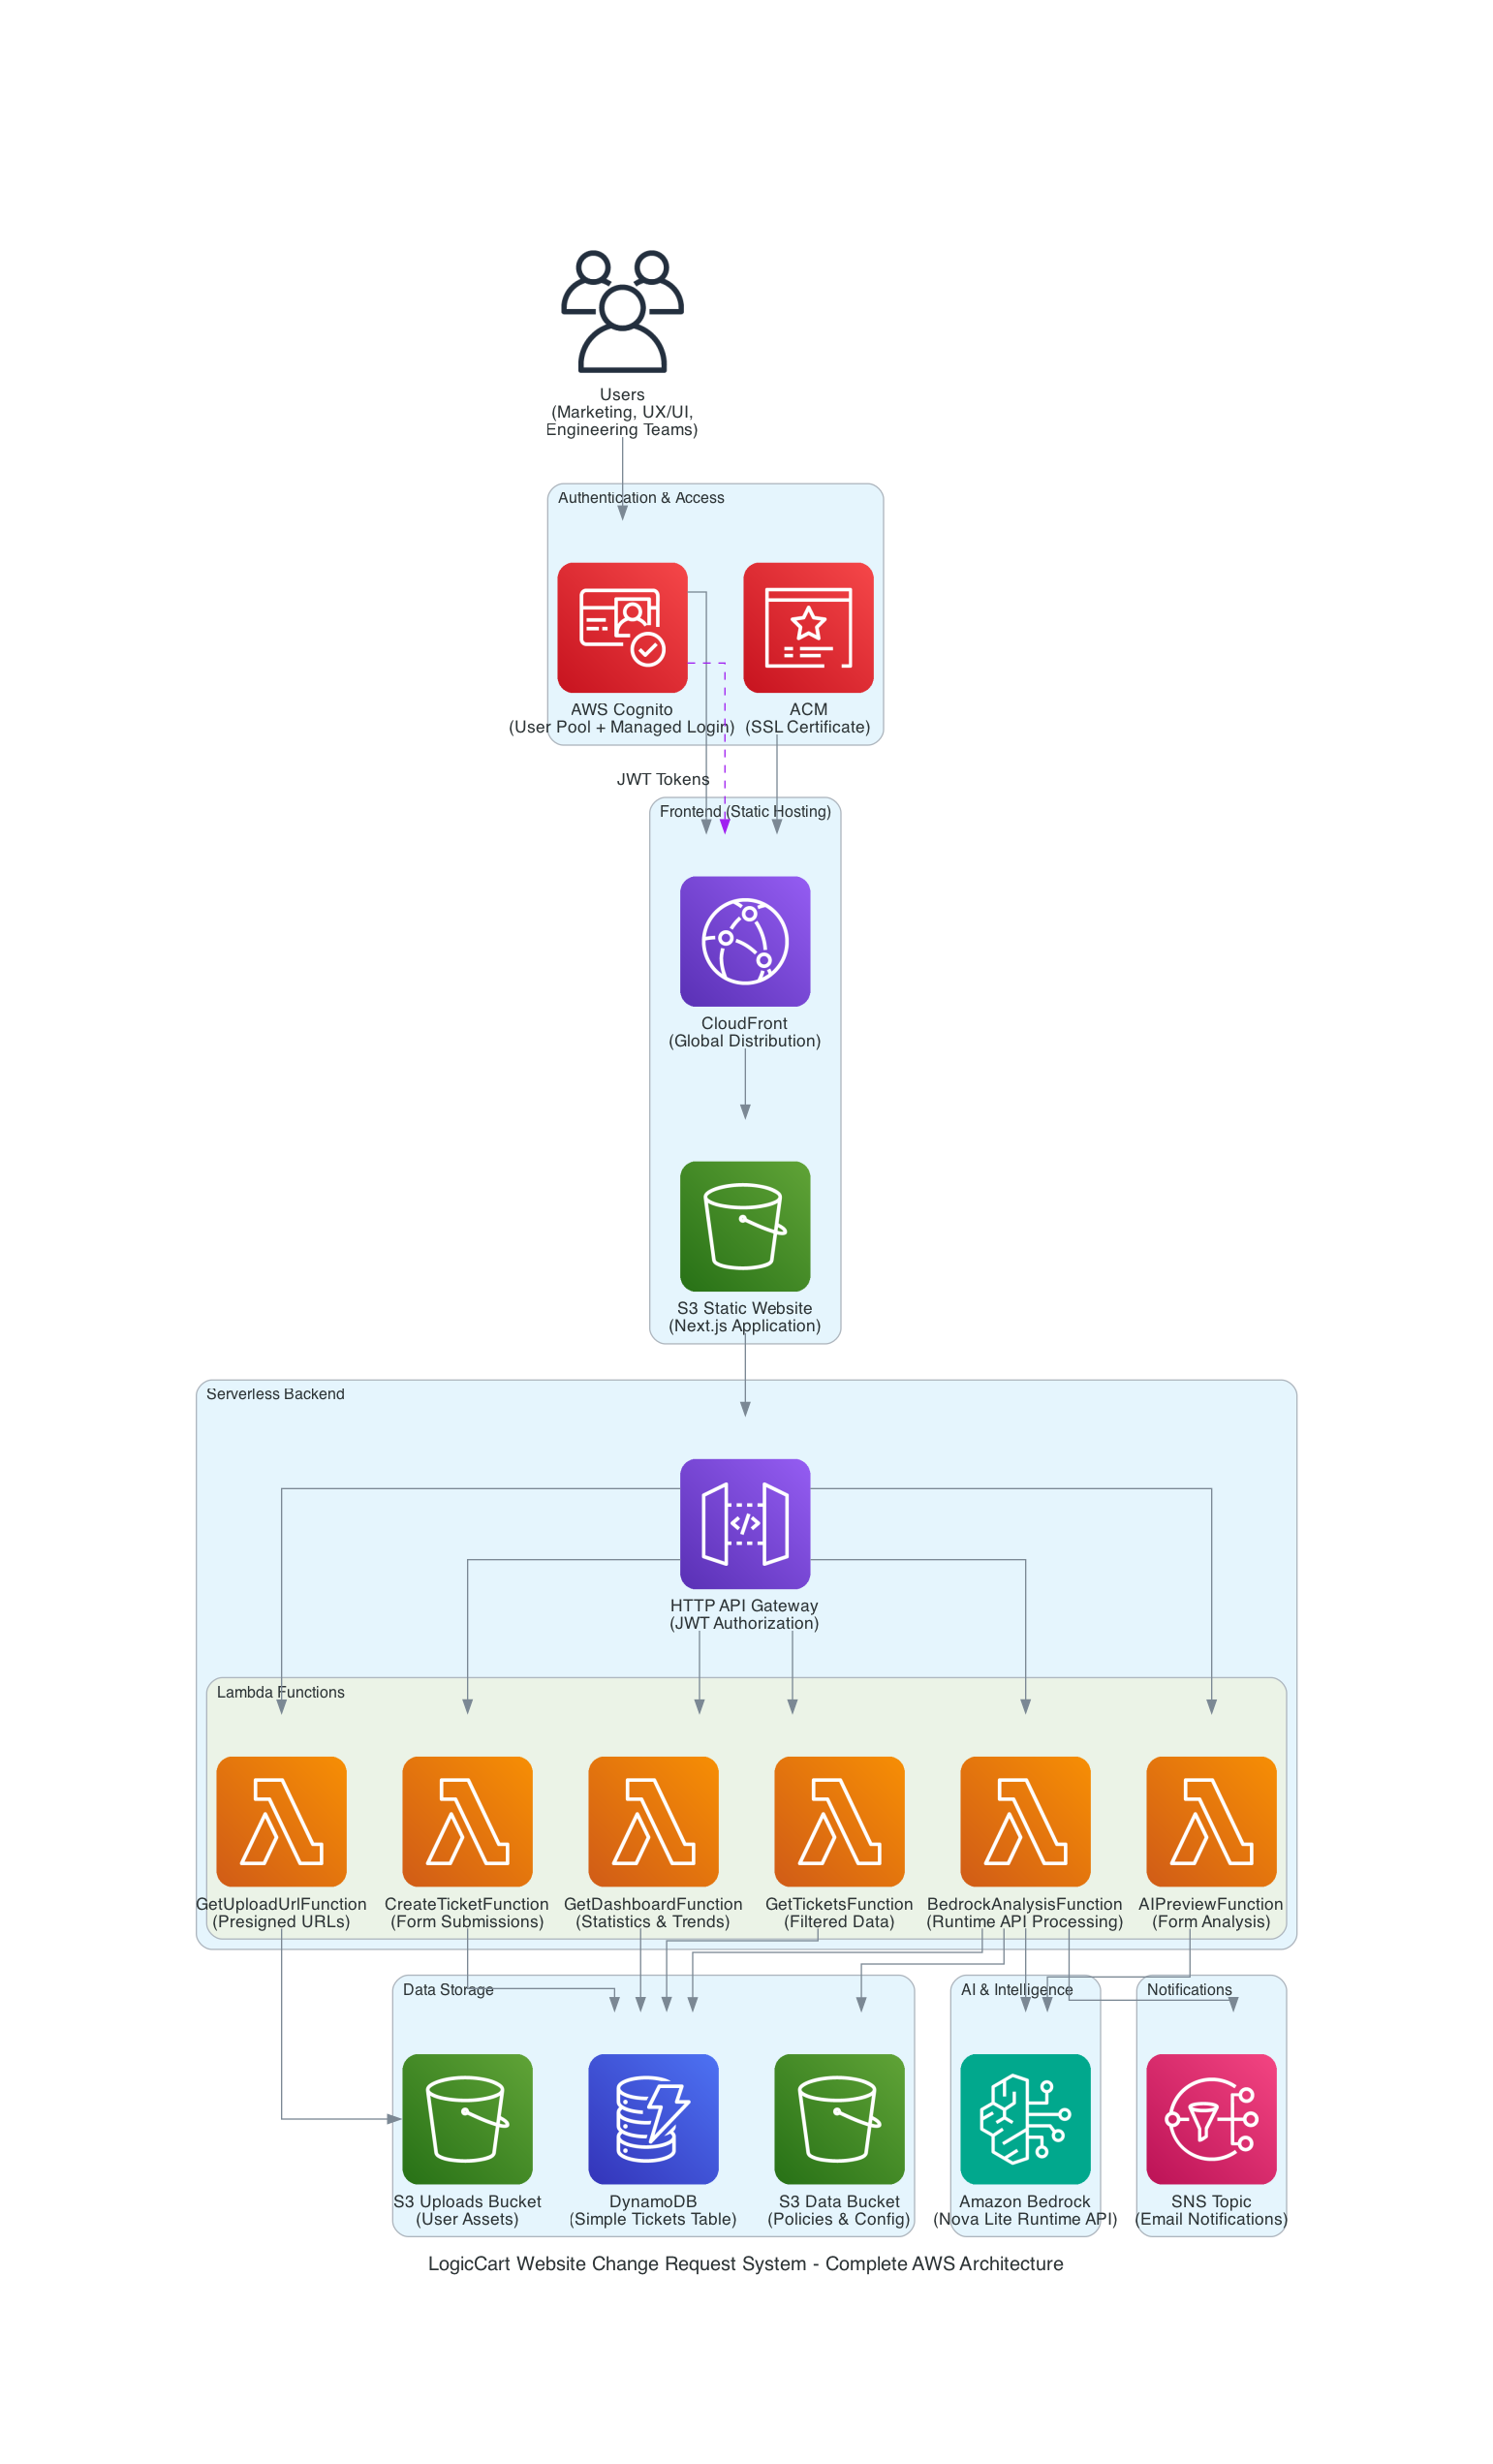 Users
(Marketing, UX/UI,
Engineering Teams)
Authentication & Access
AWS Cognito
(User Pool + Managed Login)
ACM
(SSL Certificate)
JWT Tokens
Frontend (Static Hosting)
CloudFront
(Global Distribution)
S3 Static Website
(Next.js Application)
Serverless Backend
HTTP API Gateway
(JWT Authorization)
Lambda Functions
GetUploadUrlFunction
(Presigned URLs)
CreateTicketFunction
(Form Submissions)
GetDashboardFunction
(Statistics & Trends)
GetTicketsFunction
(Filtered Data)
BedrockAnalysisFunction
(Runtime API Processing)
AIPreviewFunction
(Form Analysis)
Data Storage
AI & Intelligence
Notifications
S3 Uploads Bucket
(User Assets)
DynamoDB
(Simple Tickets Table)
S3 Data Bucket
(Policies & Config)
Amazon Bedrock
(Nova Lite Runtime API)
SNS Topic
(Email Notifications)
LogicCart Website Change Request System - Complete AWS Architecture